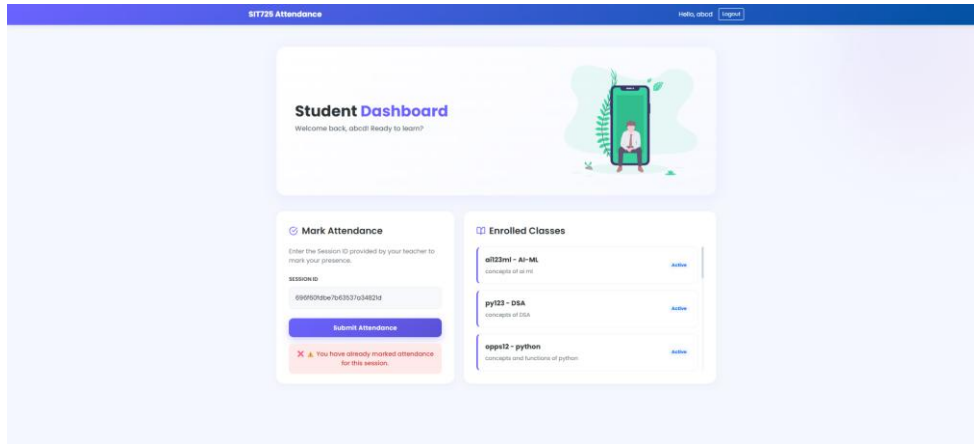 SIT725 Attendance
Hello, abcd Logout
Student Dashboard
Welcome back, abcd! Ready to learn?
Mark Attendance
Enter the Session ID provided by your teacher to
mark your presence.
SESSION ID
Submit Attendance
You have already marked attendance
for this session.
Enrolled Classes
ai123ml - AI-ML
concepts of ai ml
Active
py123 - DSA
concepts of DSA
Active
opps12 - python
concepts and functions of python
Active